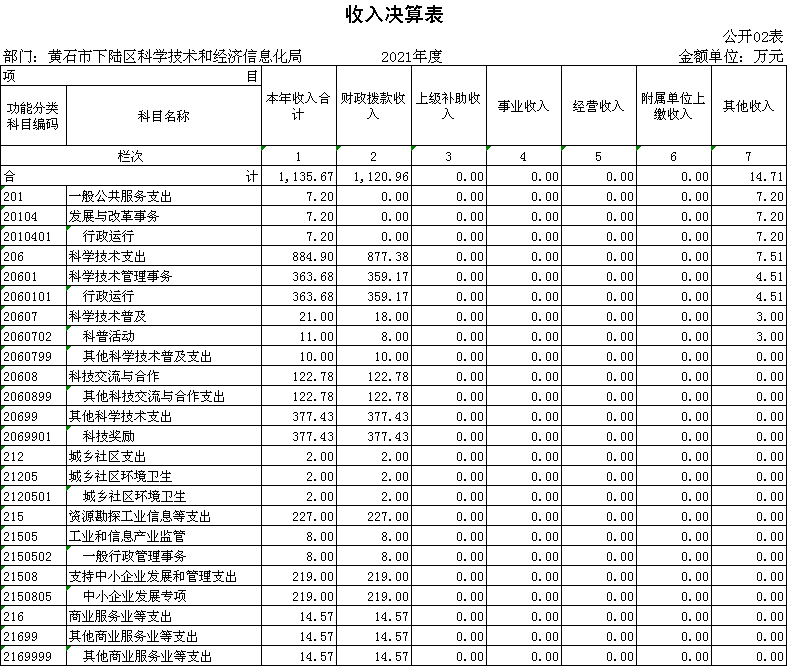 收入决算表
公开02表
部门：黄石市下陆区科学技术和经济信息化局 2021年度 金额单位：万元
项 目 本年收入合计 财政拨款收入 上级补助收入 事业收入 经营收入 附属单位上缴收入 其他收入
功能分类科目编码 科目名称
栏次 1 2 3 4 5 6 7
合 计 1,135.67 1,120.96 0.00 0.00 0.00 0.00 14.71
201 一般公共服务支出 7.20 0.00 0.00 0.00 0.00 0.00 7.20
20104 发展与改革事务 7.20 0.00 0.00 0.00 0.00 0.00 7.20
2010401 行政运行 7.20 0.00 0.00 0.00 0.00 0.00 7.20
206 科学技术支出 884.90 877.38 0.00 0.00 0.00 0.00 7.51
20601 科学技术管理事务 363.68 359.17 0.00 0.00 0.00 0.00 4.51
2060101 行政运行 363.68 359.17 0.00 0.00 0.00 0.00 4.51
20607 科学技术普及 21.00 18.00 0.00 0.00 0.00 0.00 3.00
2060702 科普活动 11.00 8.00 0.00 0.00 0.00 0.00 3.00
2060799 其他科学技术普及支出 10.00 10.00 0.00 0.00 0.00 0.00 0.00
20608 科技交流与合作 122.78 122.78 0.00 0.00 0.00 0.00 0.00
2060899 其他科技交流与合作支出 122.78 122.78 0.00 0.00 0.00 0.00 0.00
20699 其他科学技术支出 377.43 377.43 0.00 0.00 0.00 0.00 0.00
2069901 科技奖励 377.43 377.43 0.00 0.00 0.00 0.00 0.00
212 城乡社区支出 2.00 2.00 0.00 0.00 0.00 0.00 0.00
21205 城乡社区环境卫生 2.00 2.00 0.00 0.00 0.00 0.00 0.00
2120501 城乡社区环境卫生 2.00 2.00 0.00 0.00 0.00 0.00 0.00
215 资源勘探工业信息等支出 227.00 227.00 0.00 0.00 0.00 0.00 0.00
21505 工业和信息产业监管 8.00 8.00 0.00 0.00 0.00 0.00 0.00
2150502 一般行政管理事务 8.00 8.00 0.00 0.00 0.00 0.00 0.00
21508 支持中小企业发展和管理支出 219.00 219.00 0.00 0.00 0.00 0.00 0.00
2150805 中小企业发展专项 219.00 219.00 0.00 0.00 0.00 0.00 0.00
216 商业服务业等支出 14.57 14.57 0.00 0.00 0.00 0.00 0.00
21699 其他商业服务业等支出 14.57 14.57 0.00 0.00 0.00 0.00 0.00
2169999 其他商业服务业等支出 14.57 14.57 0.00 0.00 0.00 0.00 0.00